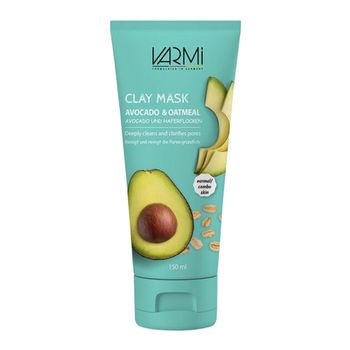 VARMi
FORMULATED IN GERMANY
CLAY MASK
AVOCADO & OATMEAL
AVOCADO UND HAFERFLOCKEN
Deeply cleans and clarifies pores
Reinigt und reinigt die Poren gründlich
normal/
combo
skin
150 ml